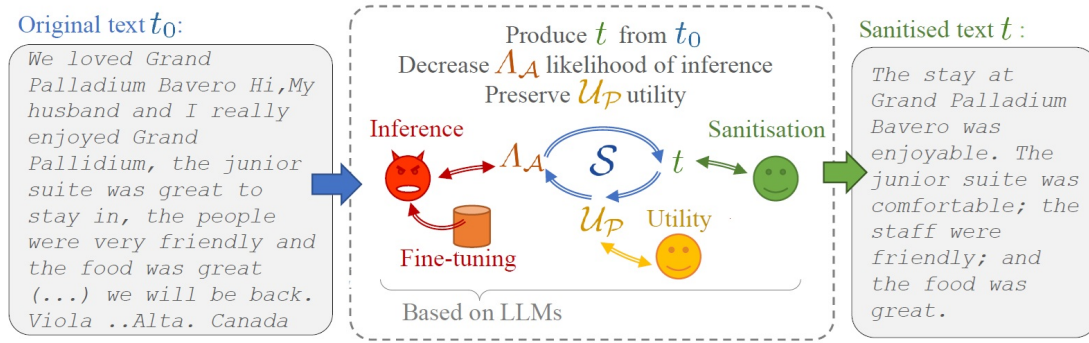 Original text t₀:
We loved Grand
Palladium Bavero Hi,My
husband and I really
enjoyed Grand
Pallidium, the junior
suite was great to
stay in, the people
were very friendly and
the food was great
(...) we will be back.
Viola ..Alta. Canada
Produce t from t₀
Decrease Λ_A likelihood of inference
Preserve U_P utility
Inference
Sanitisation
Λ_A
S
t
U_P
Utility
Fine-tuning
Based on LLMs
Sanitised text t :
The stay at
Grand Palladium
Bavero was
enjoyable. The
junior suite was
comfortable; the
staff were
friendly; and
the food was
great.